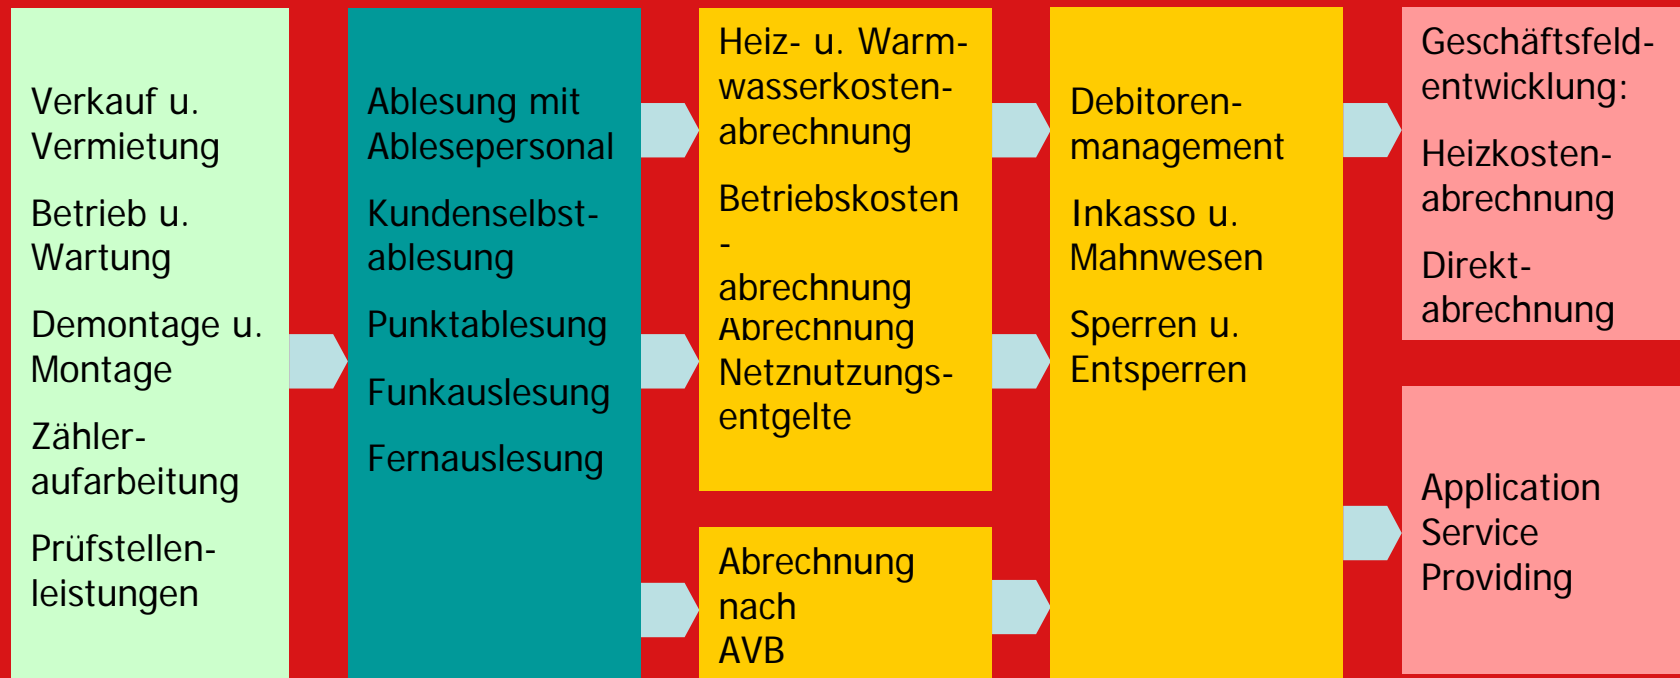 Verkauf u.
Vermietung
Betrieb u.
Wartung
Demontage u.
Montage
Zähler-
aufarbeitung
Prüfstellen-
leistungen
Ablesung mit
Ablesepersonal
Kundenselbst-
ablesung
Punktablesung
Funkauslesung
Fernauslesung
Heiz- u. Warm-
wasserkosten-
abrechnung
Betriebskosten
-
abrechnung
Abrechnung
Netznutzungs-
entgelte
Abrechnung
nach
AVB
Debitoren-
management
Inkasso u.
Mahnwesen
Sperren u.
Entsperren
Geschäftsfeld-
entwicklung:
Heizkosten-
abrechnung
Direkt-
abrechnung
Application
Service
Providing